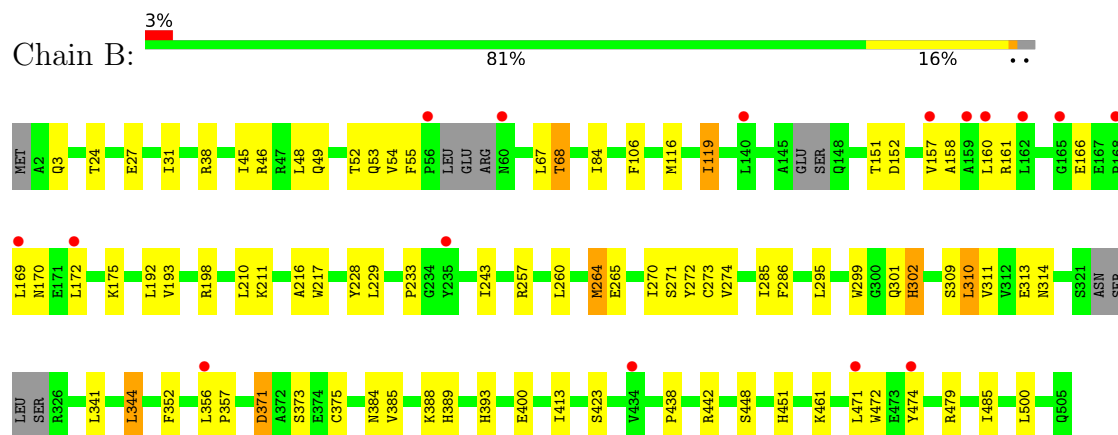 3%
Chain B:
81% 16% • •
MET A2 Q3 T24 E27 I31 R38 I45 R46 R47 L48 Q49 T52 Q53 V54 F55 P56 LEU GLU ARG N60 L67 T68 I84 F106 M116 I119 L140 A145 GLU SER Q148 T151 D152 V157 A158 A159 L160 R161 L162 G165 E166 E167 P168
L169 N170 E171 L172 K175 L192 V193 R198 L210 K211 A216 W217 Y228 L229 P233 G234 Y235 I243 R257 L260 M264 E265 I270 S271 Y272 C273 V274 I285 F286 L295 W299 G300 Q301 H302 S309 L310 V311 V312 E313 N314 S321 ASN SER
LEU SER R326 L341 L344 F352 L356 P357 D371 A372 S373 E374 C375 N384 V385 K388 H389 H393 E400 I413 S423 V434 P438 R442 S448 H451 K461 L471 W472 E473 Y474 R479 I485 L500 Q505